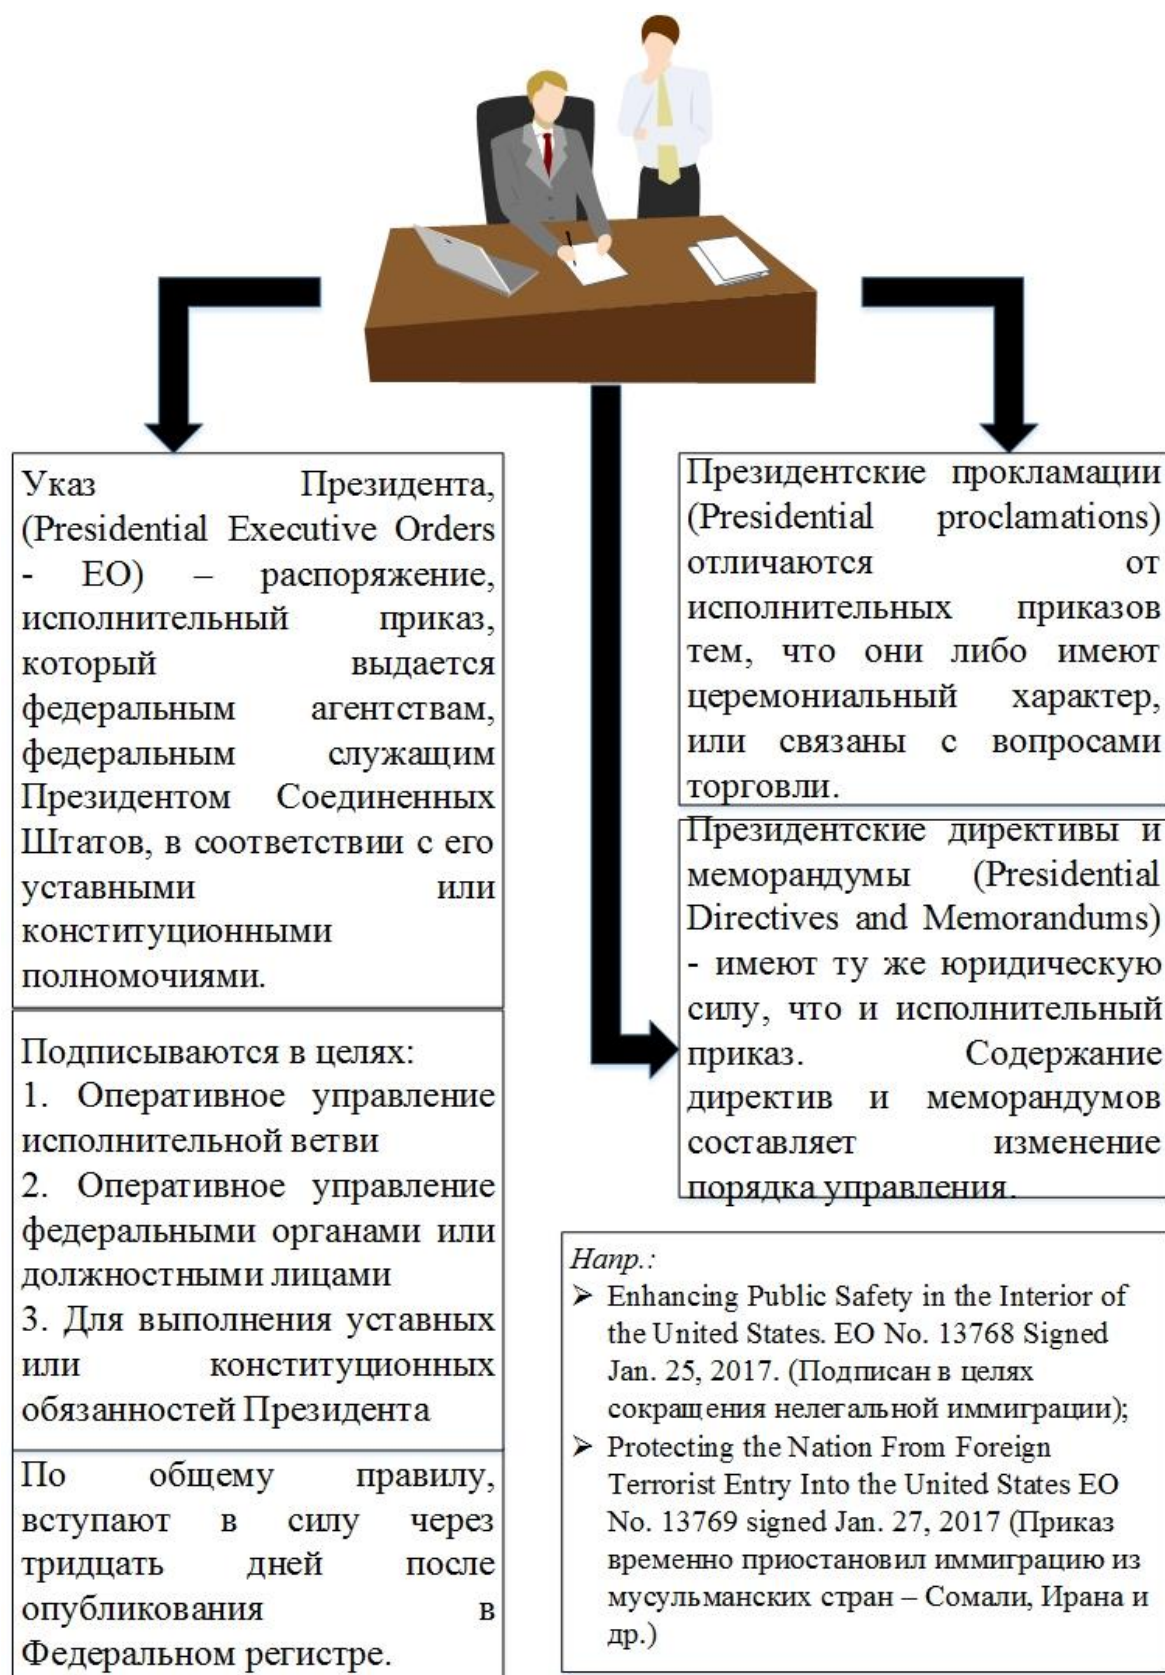 Указ Президента,
(Presidential Executive Orders
- EO) – распоряжение,
исполнительный приказ,
который выдается
федеральным агентствам,
федеральным служащим
Президентом Соединенных
Штатов, в соответствии с его
уставными или
конституционными
полномочиями.
Подписываются в целях:
1. Оперативное управление
исполнительной ветви
2. Оперативное управление
федеральными органами или
должностными лицами
3. Для выполнения уставных
или конституционных
обязанностей Президента
По общему правилу,
вступают в силу через
тридцать дней после
опубликования в
Федеральном регистре.
Президентские прокламации
(Presidential proclamations)
отличаются от
исполнительных приказов
тем, что они либо имеют
церемониальный характер,
или связаны с вопросами
торговли.
Президентские директивы и
меморандумы (Presidential
Directives and Memorandums)
- имеют ту же юридическую
силу, что и исполнительный
приказ. Содержание
директив и меморандумов
составляет изменение
порядка управления.
Напр.:
➢ Enhancing Public Safety in the Interior of
the United States. EO No. 13768 Signed
Jan. 25, 2017. (Подписан в целях
сокращения нелегальной иммиграции);
➢ Protecting the Nation From Foreign
Terrorist Entry Into the United States EO
No. 13769 signed Jan. 27, 2017 (Приказ
временно приостановил иммиграцию из
мусульманских стран – Сомали, Ирана и
др.)